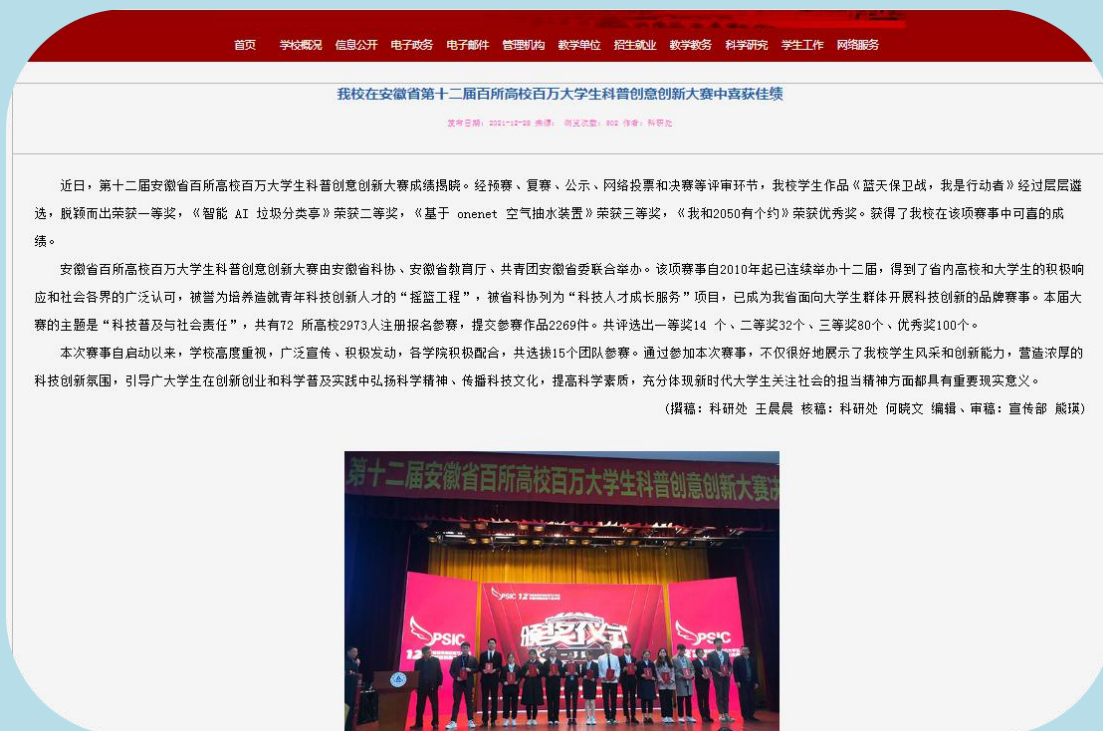 首页 学校概况 信息公开 电子政务 电子邮件 管理机构 教学单位 招生就业 教学教务 科学研究 学生工作 网络服务
我校在安徽省第十二届百所高校百万大学生科普创意创新大赛中喜获佳绩
发布日期：2021-12-28 来源： 浏览次数：802 作者：科研处
近日，第十二届安徽省百所高校百万大学生科普创意创新大赛成绩揭晓。经预赛、复赛、公示、网络投票和决赛等评审环节，我校学生作品《蓝天保卫战，我是行动者》经过层层遴
选，脱颖而出荣获一等奖，《智能 AI 垃圾分类亭》荣获二等奖，《基于 onenet 空气抽水装置》荣获三等奖，《我和2050有个约》荣获优秀奖。获得了我校在该项赛事中可喜的成
绩。
安徽省百所高校百万大学生科普创意创新大赛由安徽省科协、安徽省教育厅、共青团安徽省委联合举办。该项赛事自2010年起已连续举办十二届，得到了省内高校和大学生的积极响
应和社会各界的广泛认可，被誉为培养造就青年科技创新人才的“摇篮工程”，被省科协列为“科技人才成长服务”项目，已成为我省面向大学生群体开展科技创新的品牌赛事。本届大
赛的主题是“科技普及与社会责任”，共有72 所高校2973人注册报名参赛，提交参赛作品2269件。共评选出一等奖14 个、二等奖32个、三等奖80个、优秀奖100个。
本次赛事自启动以来，学校高度重视，广泛宣传、积极发动，各学院积极配合，共选拔15个团队参赛。通过参加本次赛事，不仅很好地展示了我校学生风采和创新能力，营造浓厚的
科技创新氛围，引导广大学生在创新创业和科学普及实践中弘扬科学精神、传播科技文化，提高科学素质，充分体现新时代大学生关注社会的担当精神方面都具有重要现实意义。
(撰稿：科研处 王晨晨 核稿：科研处 何晓文 编辑、审稿：宣传部 熊瑛)
第十二届安徽省百所高校百万大学生科普创意创新大赛决
PSIC 12
颁奖仪式
PSIC
PSIC
12